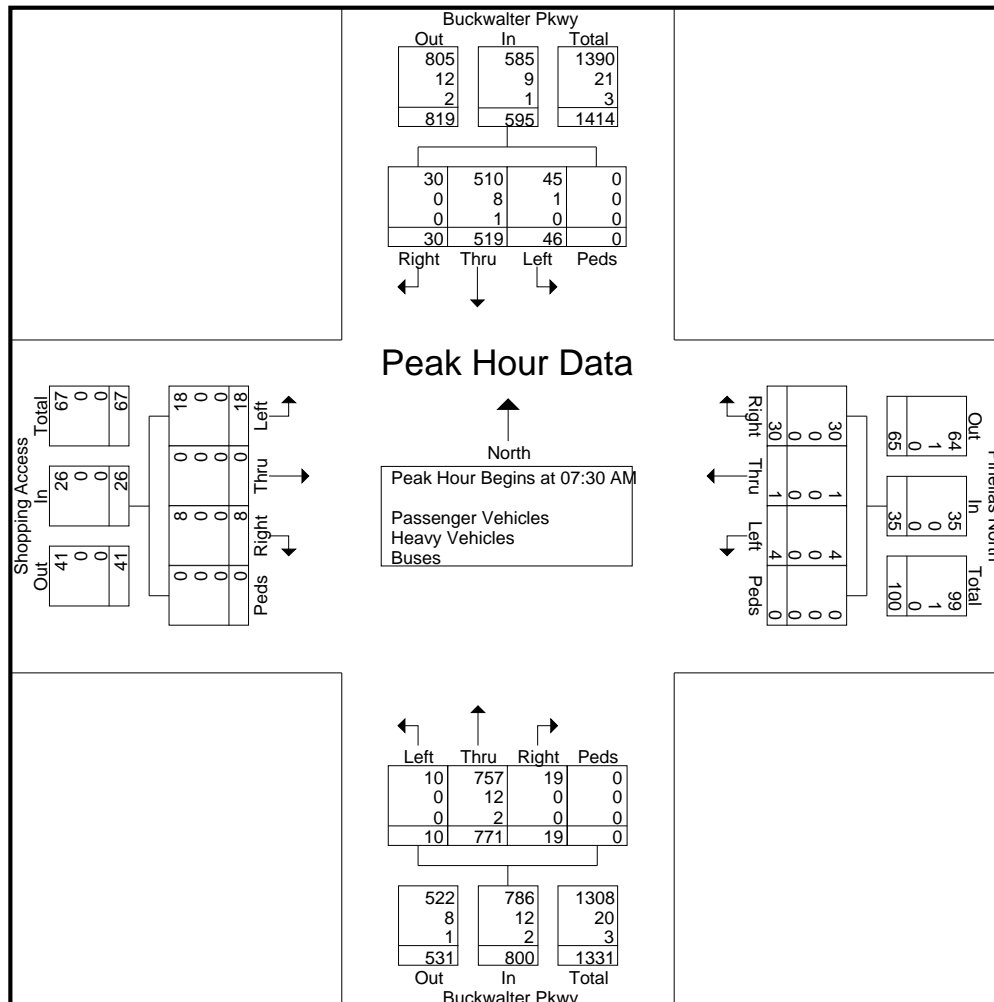 Buckwalter Pkwy
Out In Total
805 585 1390
12 9 21
2 1 3
819 595 1414
30 510 45 0
0 8 1 0
0 1 0 0
30 519 46 0
Right Thru Left Peds
Peak Hour Data
North
Peak Hour Begins at 07:30 AM
Passenger Vehicles
Heavy Vehicles
Buses
Shopping Access
Out In Total
41 26 67
0 0 0
0 0 0
41 26 67
8 0 18 0
Peds Right Thru Left
0 8 0 18
0 0 0 0
0 0 0 0
0 8 0 18
North
Out In Total
64 35 99
1 0 1
0 0 0
65 35 100
Right Thru Left Peds
30 1 4 0
0 0 0 0
0 0 0 0
30 1 4 0
Left Thru Right Peds
10 757 19 0
0 12 0 0
0 2 0 0
10 771 19 0
522 786 1308
8 12 20
1 2 3
531 800 1331
Out In Total
Buckwalter Pkwy